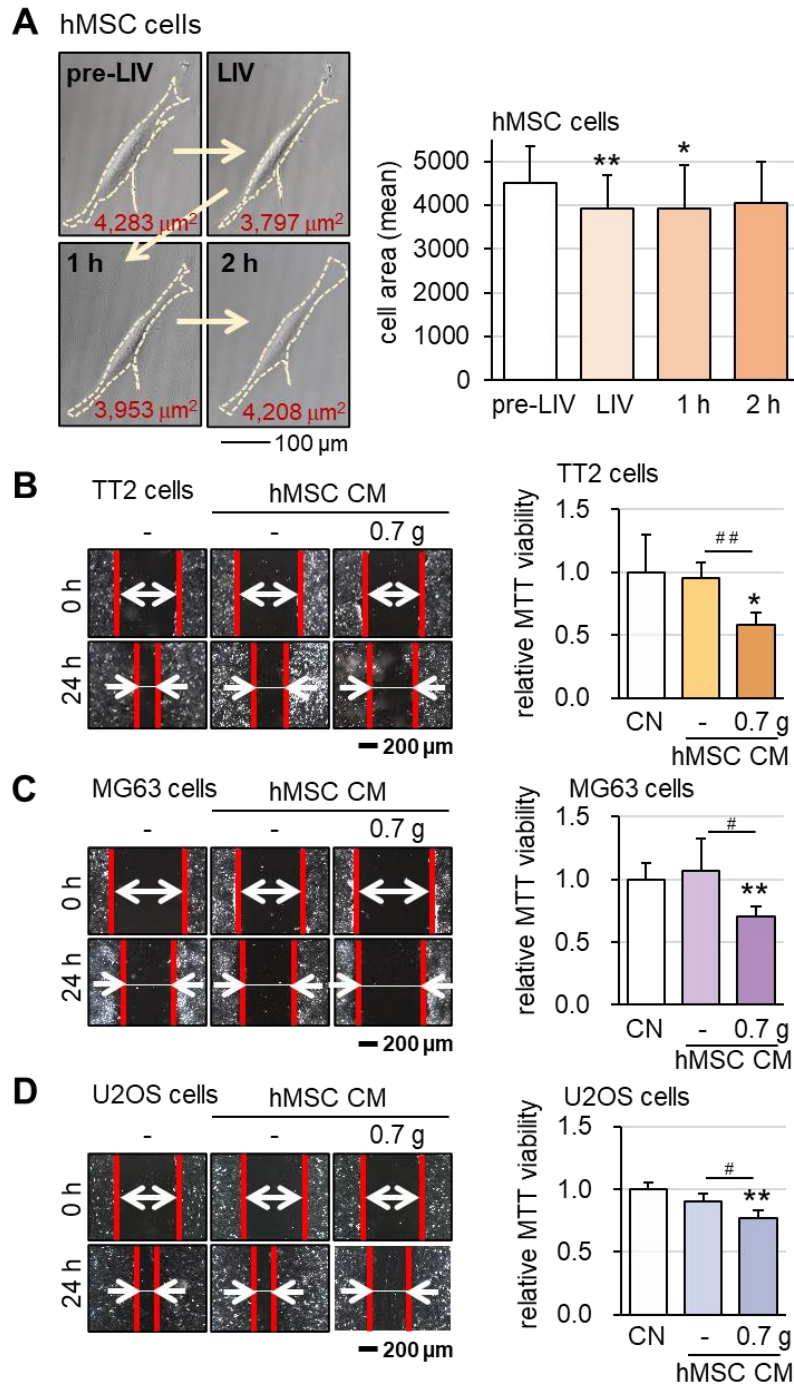 A hMSC cells
pre-LIV LIV
4,283 µm² 3,797 µm²
1 h 2 h
3,953 µm² 4,208 µm²
100 µm
hMSC cells
cell area (mean)
5000
4000
3000
2000
1000
0
** *
pre-LIV LIV 1 h 2 h
B
TT2 cells hMSC CM
- - 0.7 g
0 h
24 h
200 µm
TT2 cells
relative MTT viability
1.5
1.0
0.5
0.0
##
*
CN - 0.7 g
hMSC CM
C
MG63 cells hMSC CM
- - 0.7 g
0 h
24 h
200 µm
MG63 cells
relative MTT viability
1.5
1.0
0.5
0.0
#
**
CN - 0.7 g
hMSC CM
D
U2OS cells hMSC CM
- - 0.7 g
0 h
24 h
200 µm
U2OS cells
relative MTT viability
1.5
1.0
0.5
0.0
#
**
CN - 0.7 g
hMSC CM